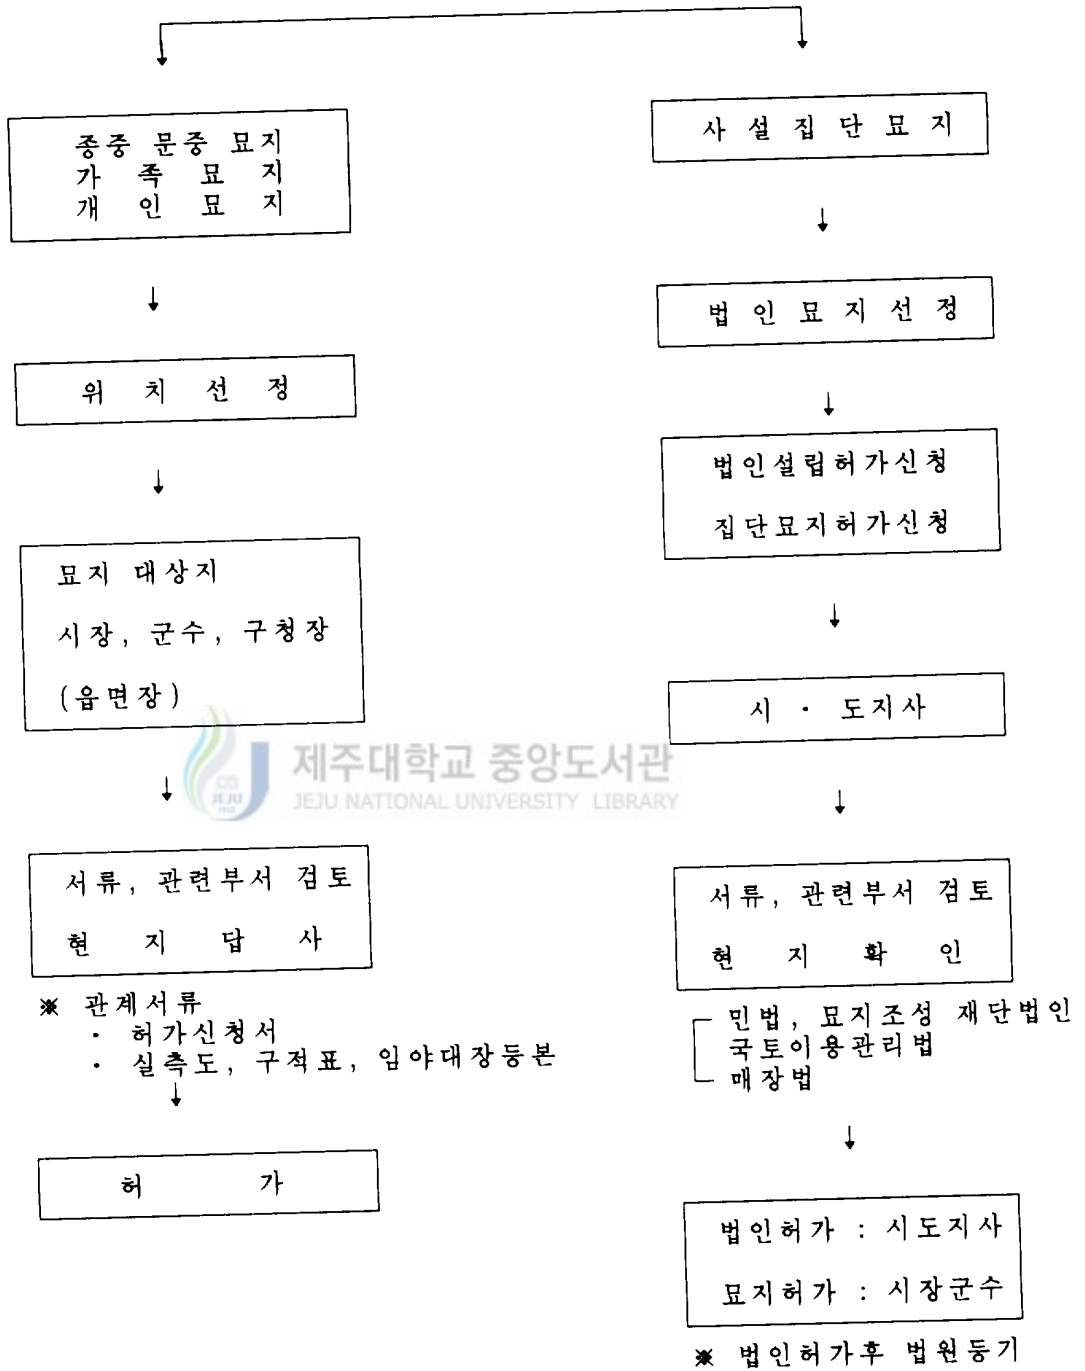 종중 문중 묘지
가 족 묘 지
개 인 묘 지
위 치 선 정
묘지 대상지
시장, 군수, 구청장
(읍면장)
서류, 관련부서 검토
현 지 답 사
※ 관계서류
· 허가신청서
· 실측도, 구적표, 임야대장등본
허 가
사 설 집 단 묘 지
법 인 묘 지 선 정
법인설립허가신청
집단묘지허가신청
시 · 도지사
서류, 관련부서 검토
현 지 확 인
민법, 묘지조성 재단법인
국토이용관리법
매장법
법인허가 : 시도지사
묘지허가 : 시장군수
※ 법인허가후 법원등기
제주대학교 중앙도서관
JEJU NATIONAL UNIVERSITY LIBRARY
JEJU
1952